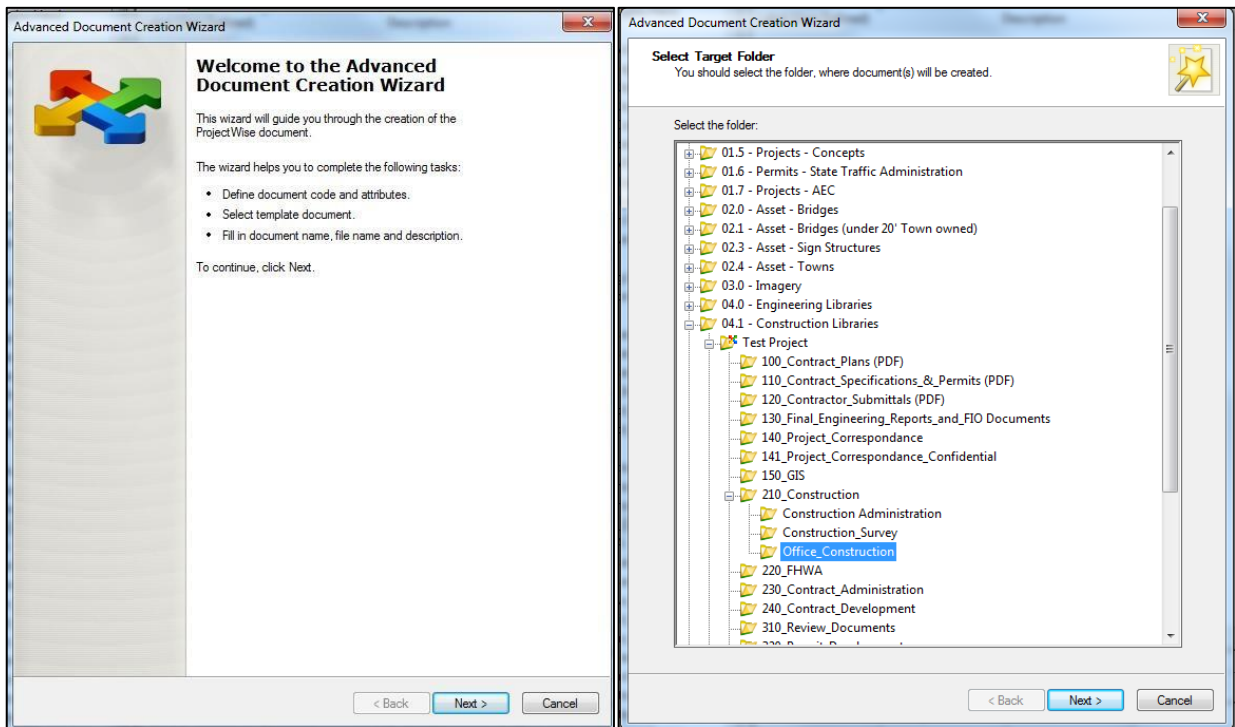 Advanced Document Creation Wizard
Welcome to the Advanced
Document Creation Wizard
This wizard will guide you through the creation of the
ProjectWise document.
The wizard helps you to complete the following tasks:
• Define document code and attributes.
• Select template document.
• Fill in document name, file name and description.
To continue, click Next.
< Back
Next >
Cancel
Advanced Document Creation Wizard
Select Target Folder
You should select the folder, where document(s) will be created.
Select the folder:
01.5 - Projects - Concepts
01.6 - Permits - State Traffic Administration
01.7 - Projects - AEC
02.0 - Asset - Bridges
02.1 - Asset - Bridges (under 20' Town owned)
02.3 - Asset - Sign Structures
02.4 - Asset - Towns
03.0 - Imagery
04.0 - Engineering Libraries
04.1 - Construction Libraries
Test Project
100_Contract_Plans (PDF)
110_Contract_Specifications_&_Permits (PDF)
120_Contractor_Submittals (PDF)
130_Final_Engineering_Reports_and_FIO Documents
140_Project_Correspondance
141_Project_Correspondance_Confidential
150_GIS
210_Construction
Construction Administration
Construction_Survey
Office_Construction
220_FHWA
230_Contract_Administration
240_Contract_Development
310_Review_Documents
< Back
Next >
Cancel